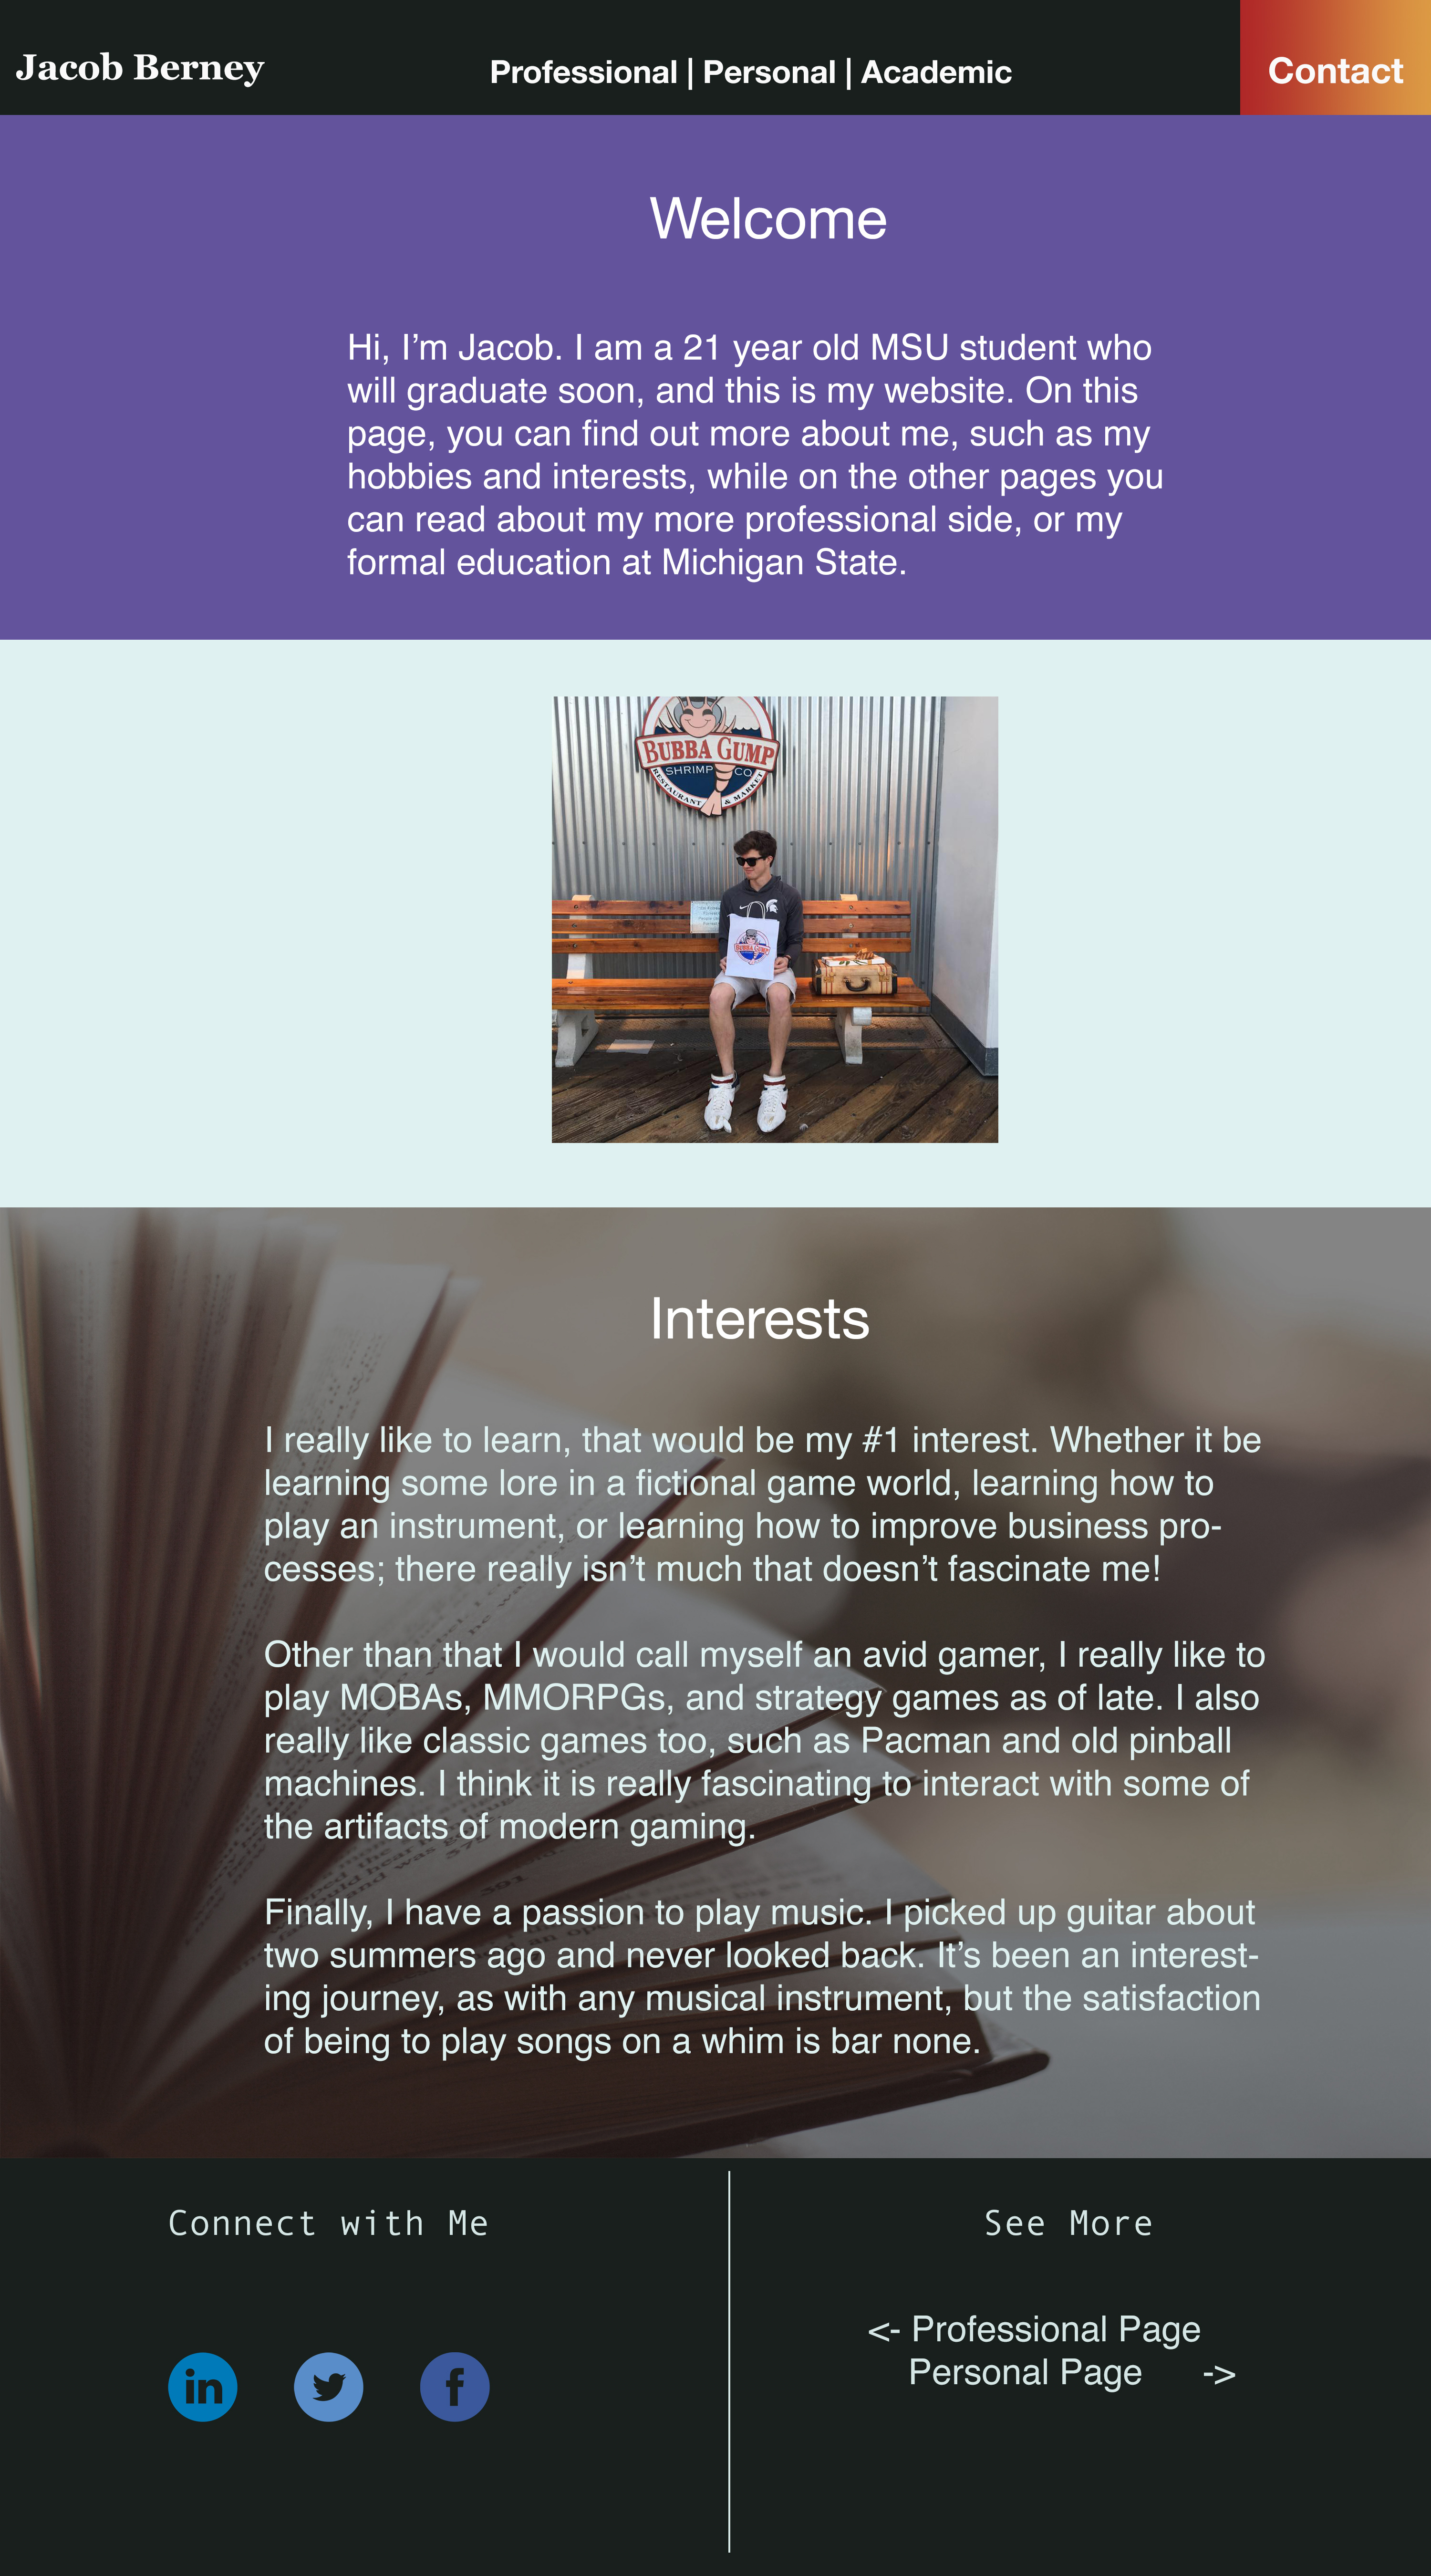 Jacob Berney
Professional | Personal | Academic
Contact
Welcome
Hi, I’m Jacob. I am a 21 year old MSU student who
will graduate soon, and this is my website. On this
page, you can find out more about me, such as my
hobbies and interests, while on the other pages you
can read about my more professional side, or my
formal education at Michigan State.
BUBBA GUMP
SHRIMP CO.
RESTAURANT & MARKET
BUBBA GUMP
Interests
I really like to learn, that would be my #1 interest. Whether it be
learning some lore in a fictional game world, learning how to
play an instrument, or learning how to improve business pro-
cesses; there really isn’t much that doesn’t fascinate me!
Other than that I would call myself an avid gamer, I really like to
play MOBAs, MMORPGs, and strategy games as of late. I also
really like classic games too, such as Pacman and old pinball
machines. I think it is really fascinating to interact with some of
the artifacts of modern gaming.
Finally, I have a passion to play music. I picked up guitar about
two summers ago and never looked back. It’s been an interest-
ing journey, as with any musical instrument, but the satisfaction
of being to play songs on a whim is bar none.
Connect with Me
See More
<- Professional Page
Personal Page ->
in
f